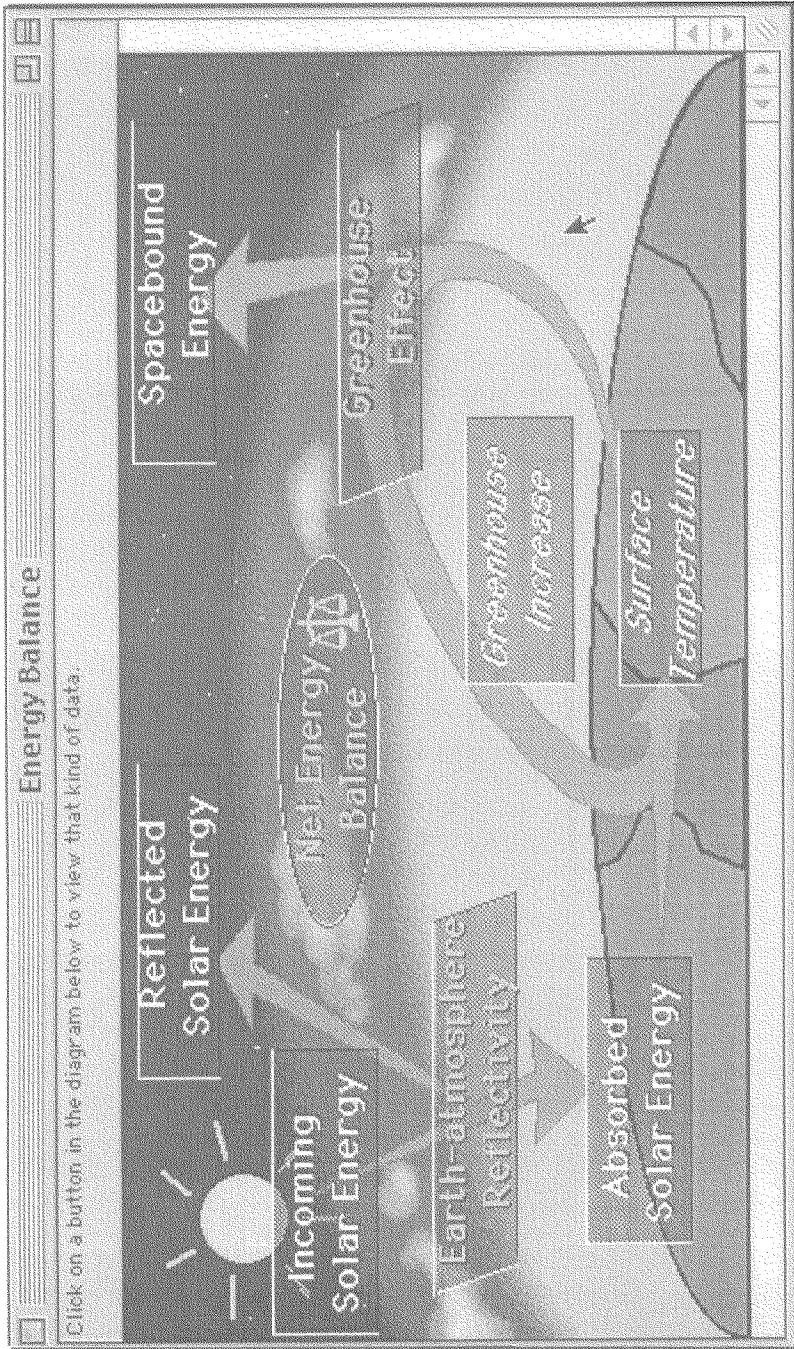 Energy Balance
Click on a button in the diagram below to view that kind of data.
Incoming
Solar Energy
Reflected
Solar Energy
Spacebound
Energy
Net Energy
Balance
Greenhouse
Effect
Earth-atmosphere
Reflectivity
Greenhouse
Increase
Absorbed
Solar Energy
Surface
Temperature